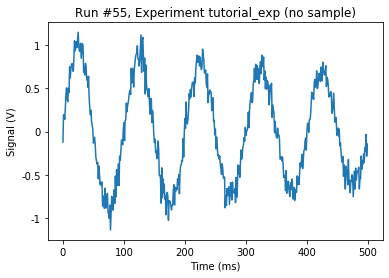 Run #55, Experiment tutorial_exp (no sample)
Signal (V)
1
0.5
0
-0.5
-1
0 100 200 300 400 500
Time (ms)